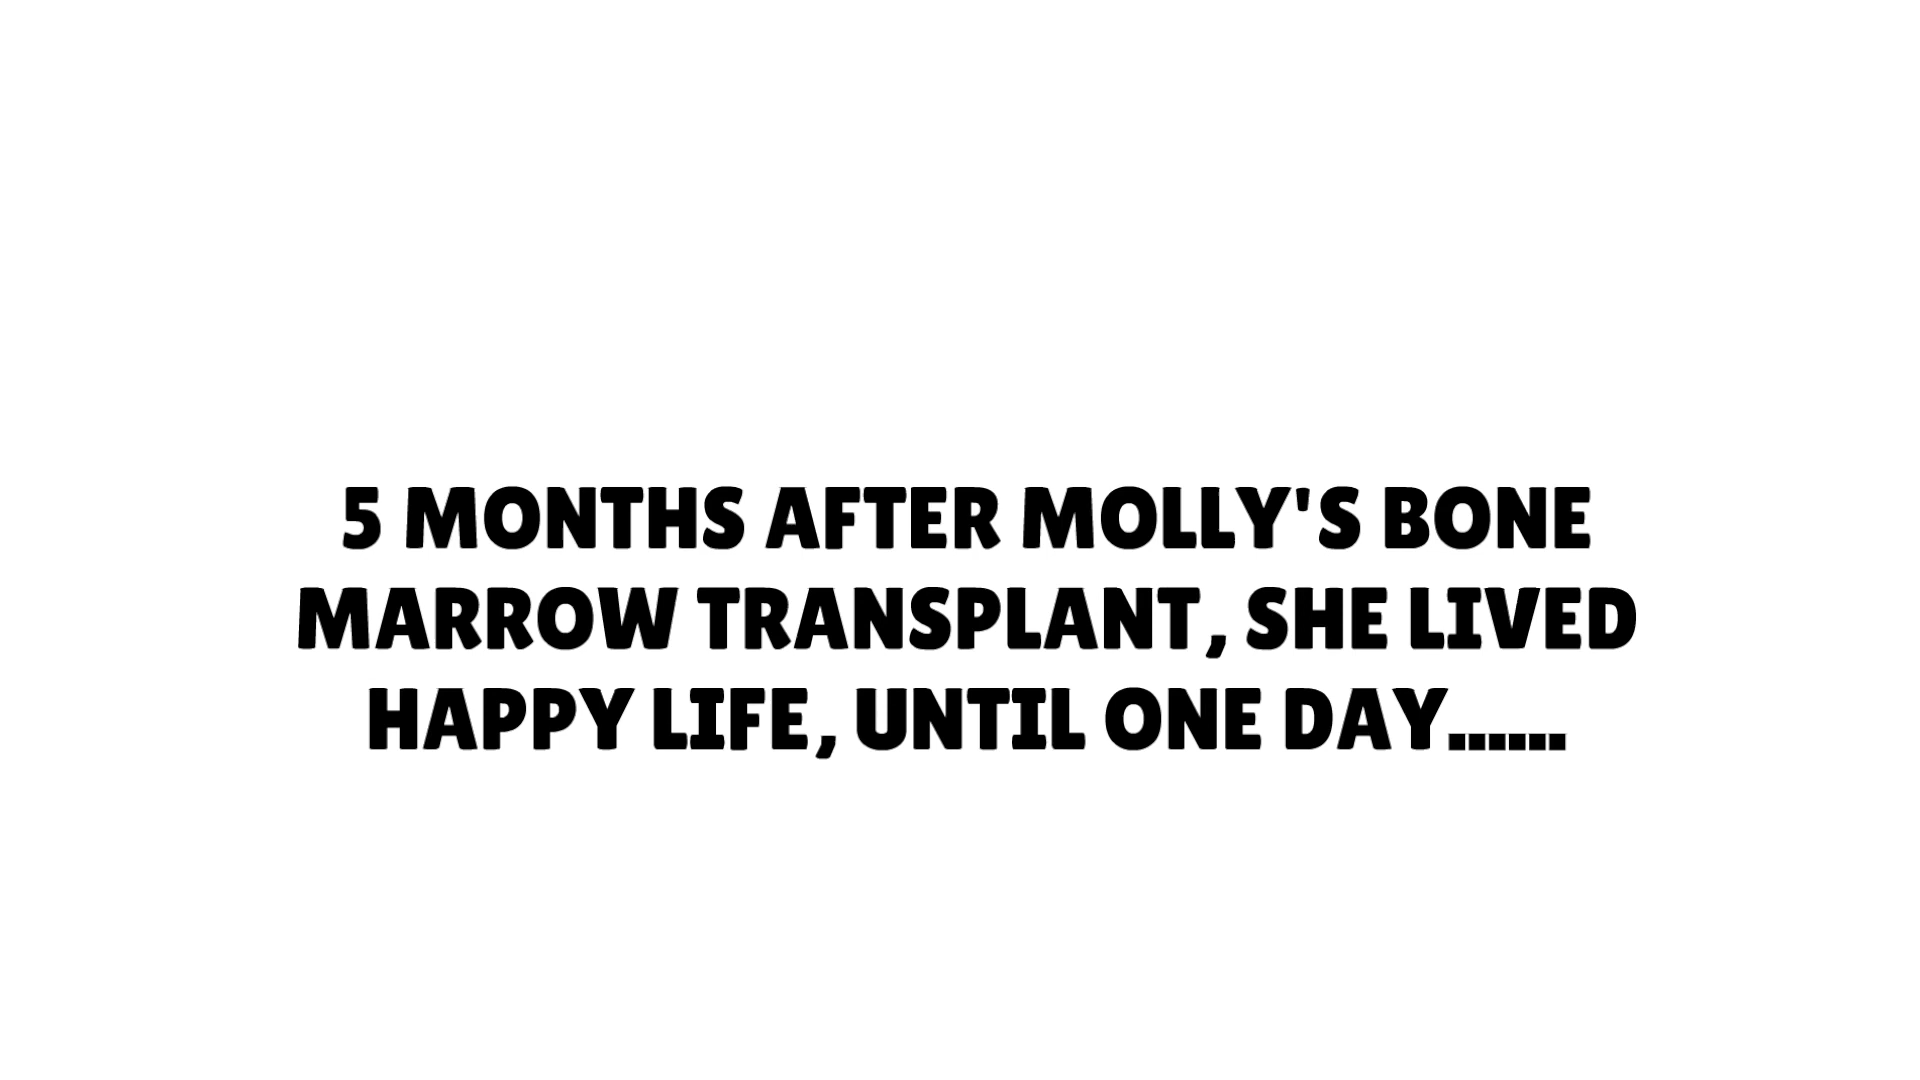 5 MONTHS AFTER MOLLY'S BONE
MARROW TRANSPLANT, SHE LIVED
HAPPY LIFE, UNTIL ONE DAY......